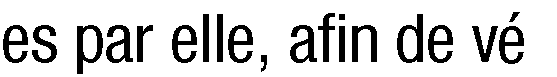 es par elle, afin de vé